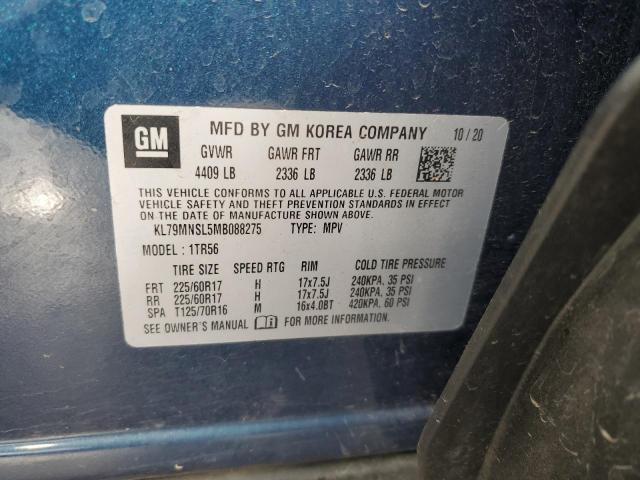 GM MFD BY GM KOREA COMPANY 10 / 20
GVWR GAWR FRT GAWR RR
4409 LB 2336 LB 2336 LB
THIS VEHICLE CONFORMS TO ALL APPLICABLE U.S. FEDERAL MOTOR
VEHICLE SAFETY AND THEFT PREVENTION STANDARDS IN EFFECT
ON THE DATE OF MANUFACTURE SHOWN ABOVE.
KL79MNSL5MB088275 TYPE: MPV
MODEL : 1TR56
TIRE SIZE SPEED RTG RIM COLD TIRE PRESSURE
FRT 225/60R17 H 17x7.5J 240KPA, 35 PSI
RR 225/60R17 H 17x7.5J 240KPA, 35 PSI
SPA T125/70R16 M 16x4.0BT 420KPA, 60 PSI
SEE OWNER'S MANUAL i FOR MORE INFORMATION.